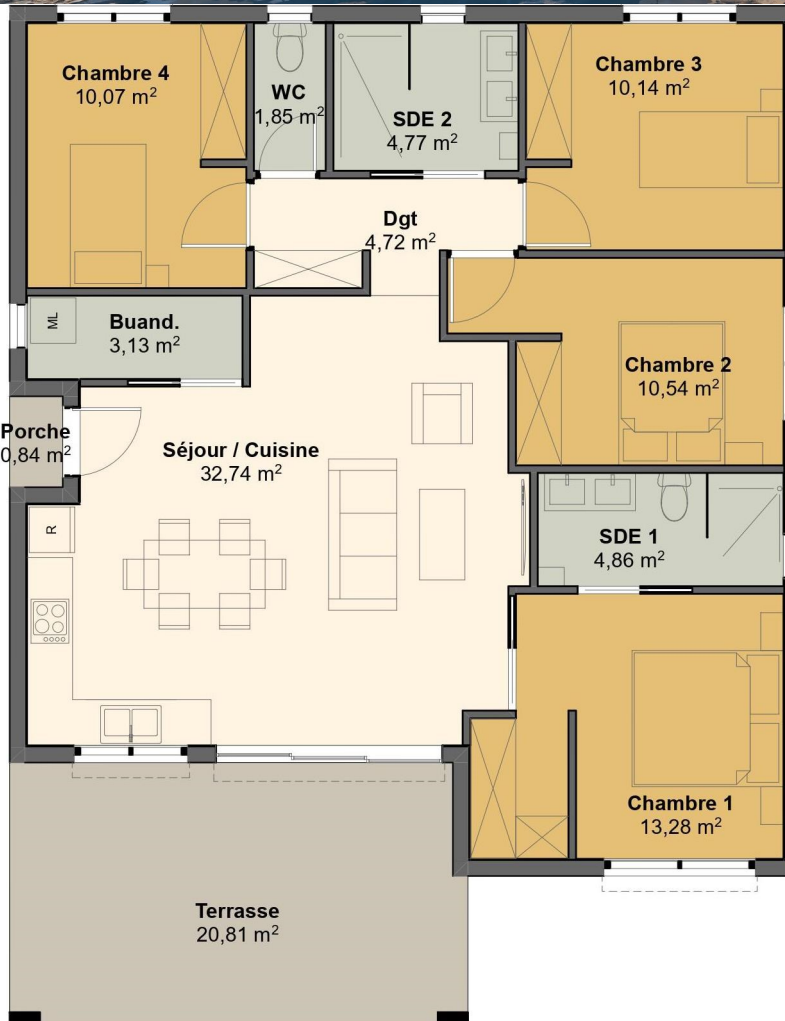 Chambre 4
10,07 m²
WC
1,85 m²
SDE 2
4,77 m²
Chambre 3
10,14 m²
Dgt
4,72 m²
ML
Buand.
3,13 m²
Chambre 2
10,54 m²
Porche
0,84 m²
Séjour / Cuisine
32,74 m²
R
SDE 1
4,86 m²
Chambre 1
13,28 m²
Terrasse
20,81 m²